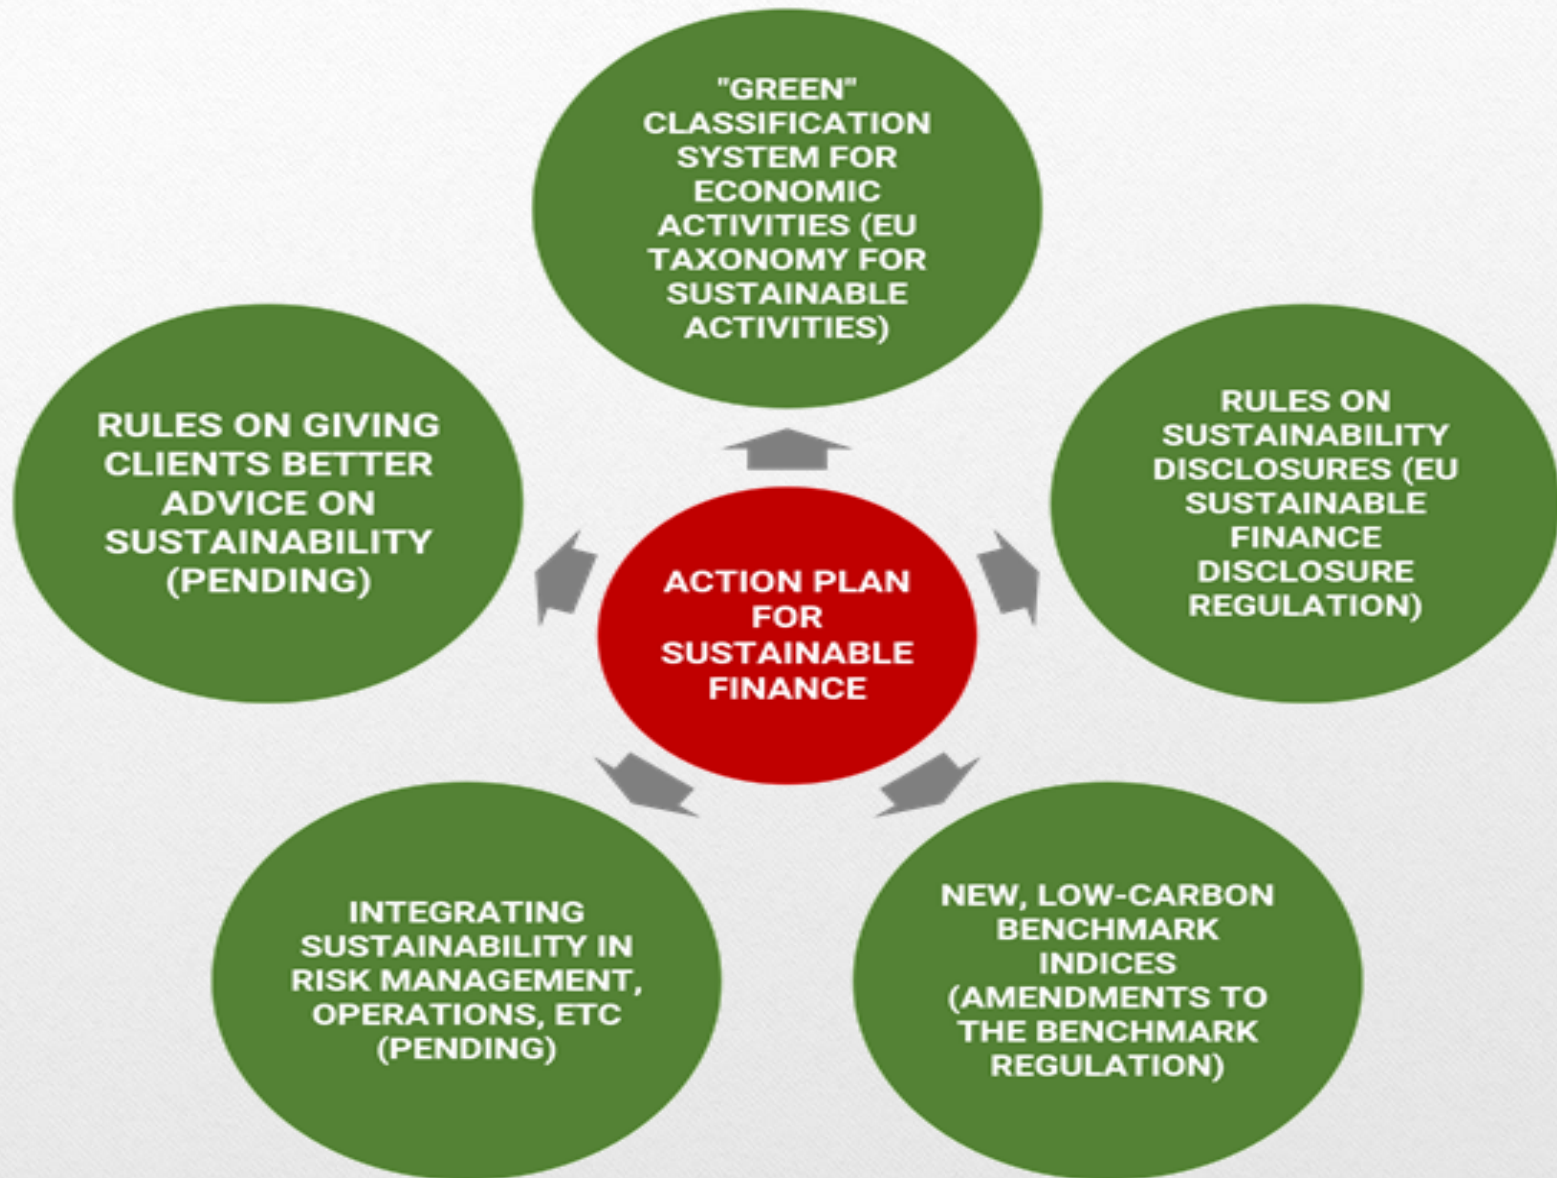 "GREEN"
CLASSIFICATION
SYSTEM FOR
ECONOMIC
ACTIVITIES (EU
TAXONOMY FOR
SUSTAINABLE
ACTIVITIES)
RULES ON
SUSTAINABILITY
DISCLOSURES (EU
SUSTAINABLE
FINANCE
DISCLOSURE
REGULATION)
NEW, LOW-CARBON
BENCHMARK
INDICES
(AMENDMENTS TO
THE BENCHMARK
REGULATION)
INTEGRATING
SUSTAINABILITY IN
RISK MANAGEMENT,
OPERATIONS, ETC
(PENDING)
RULES ON GIVING
CLIENTS BETTER
ADVICE ON
SUSTAINABILITY
(PENDING)
ACTION PLAN
FOR
SUSTAINABLE
FINANCE